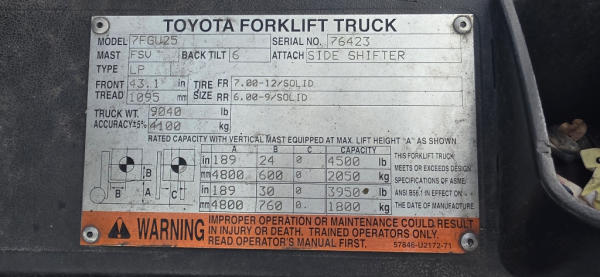 TOYOTA FORKLIFT TRUCK
MODEL 7FGU25 SERIAL NO. 76423
MAST FSV BACK TILT 6 ATTACH SIDE SHIFTER
TYPE LP
FRONT TREAD 43.1 in TIRE SIZE FR 7.00-12/SOLID
1095 mm RR 6.00-9/SOLID
TRUCK WT. 9040 lb
ACCURACY±5% 4100 kg
RATED CAPACITY WITH VERTICAL MAST EQUIPPED AT MAX. LIFT HEIGHT "A" AS SHOWN
A B C CAPACITY
in 189 24 0 4500 lb
mm 4800 600 0 2050 kg
in 189 30 0 3950 lb
mm 4800 760 0. 1800 kg
B
A
B C
THIS FORKLIFT TRUCK
MEETS OR EXCEEDS DESIGN
SPECIFICATIONS OF ASME/
ANSI B56.1 IN EFFECT ON
THE DATE OF MANUFACTURE
WARNING
IMPROPER OPERATION OR MAINTENANCE COULD RESULT
IN INJURY OR DEATH. TRAINED OPERATORS ONLY.
READ OPERATOR'S MANUAL FIRST.
57846-U2172-71